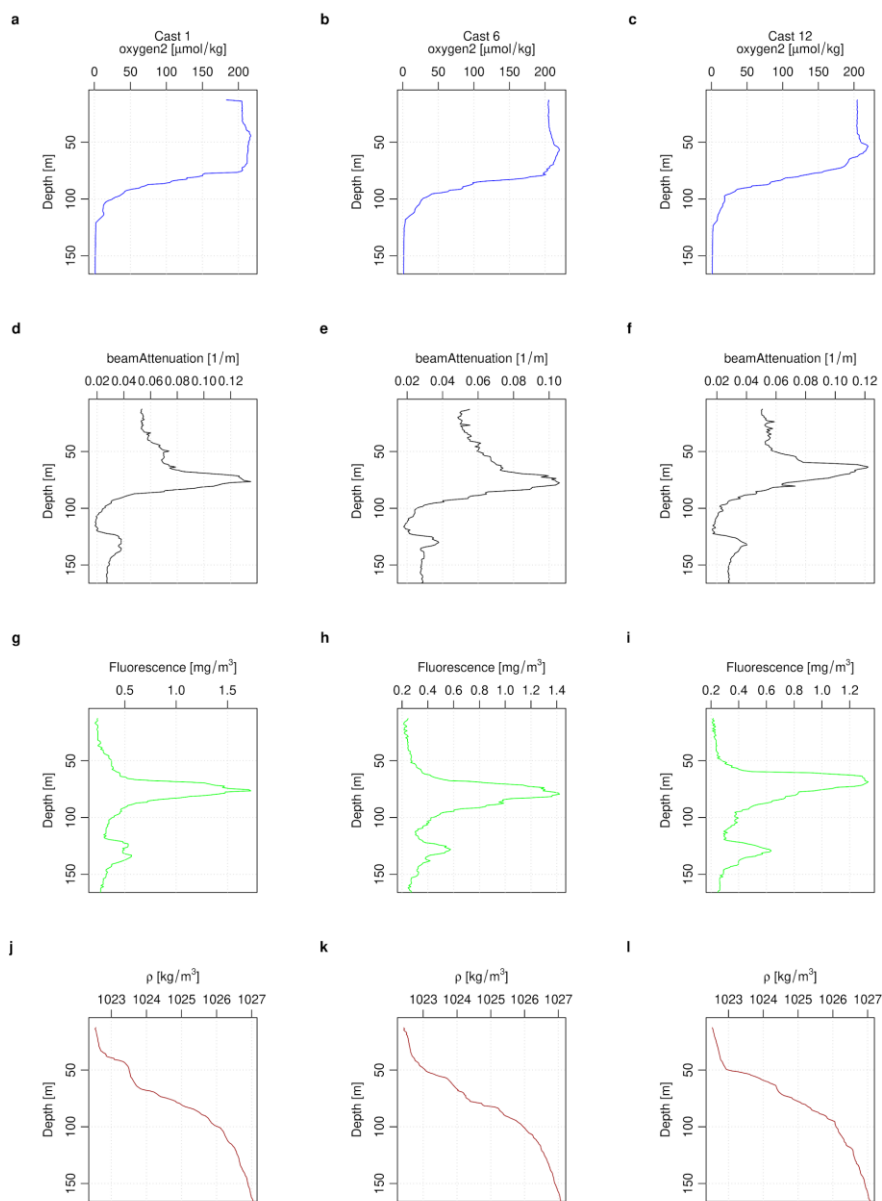 a
Cast 1
oxygen2 [μmol/kg]
0 50 100 150 200
Depth [m]
50
100
150
b
Cast 6
oxygen2 [μmol/kg]
0 50 100 150 200
Depth [m]
50
100
150
c
Cast 12
oxygen2 [μmol/kg]
0 50 100 150 200
Depth [m]
50
100
150
d
beamAttenuation [1/m]
0.02 0.04 0.06 0.08 0.10 0.12
Depth [m]
50
100
150
e
beamAttenuation [1/m]
0.02 0.04 0.06 0.08 0.10
Depth [m]
50
100
150
f
beamAttenuation [1/m]
0.02 0.04 0.06 0.08 0.10 0.12
Depth [m]
50
100
150
g
Fluorescence [mg/m³]
0.5 1.0 1.5
Depth [m]
50
100
150
h
Fluorescence [mg/m³]
0.2 0.4 0.6 0.8 1.0 1.2 1.4
Depth [m]
50
100
150
i
Fluorescence [mg/m³]
0.2 0.4 0.6 0.8 1.0 1.2
Depth [m]
50
100
150
j
ρ [kg/m³]
1023 1024 1025 1026 1027
Depth [m]
50
100
150
k
ρ [kg/m³]
1023 1024 1025 1026 1027
Depth [m]
50
100
150
l
ρ [kg/m³]
1023 1024 1025 1026 1027
Depth [m]
50
100
150